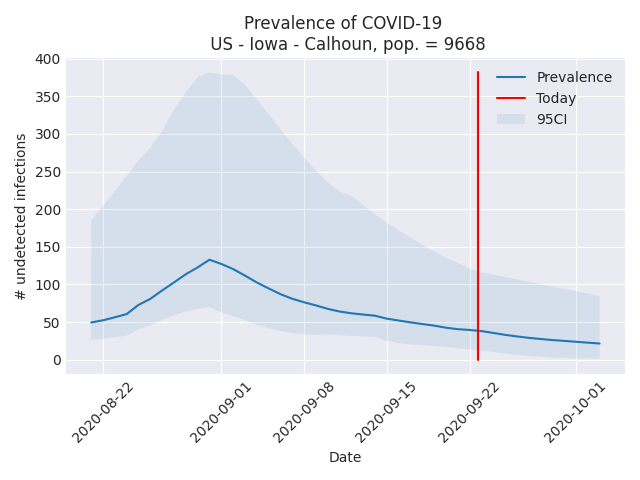 Prevalence of COVID-19
US - Iowa - Calhoun, pop. = 9668
400
350
300
250
200
150
100
50
0
# undetected infections
Prevalence
Today
95CI
2020-08-22
2020-09-01
2020-09-08
2020-09-15
2020-09-22
2020-10-01
Date